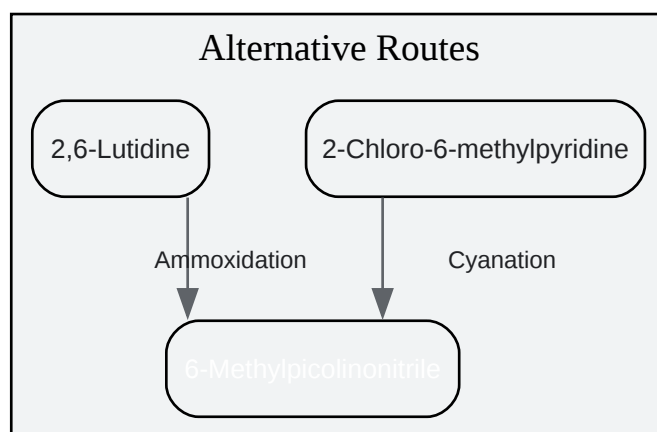 Alternative Routes
2,6-Lutidine
2-Chloro-6-methylpyridine
Ammoxidation
Cyanation
6-Methylpicolinonitrile